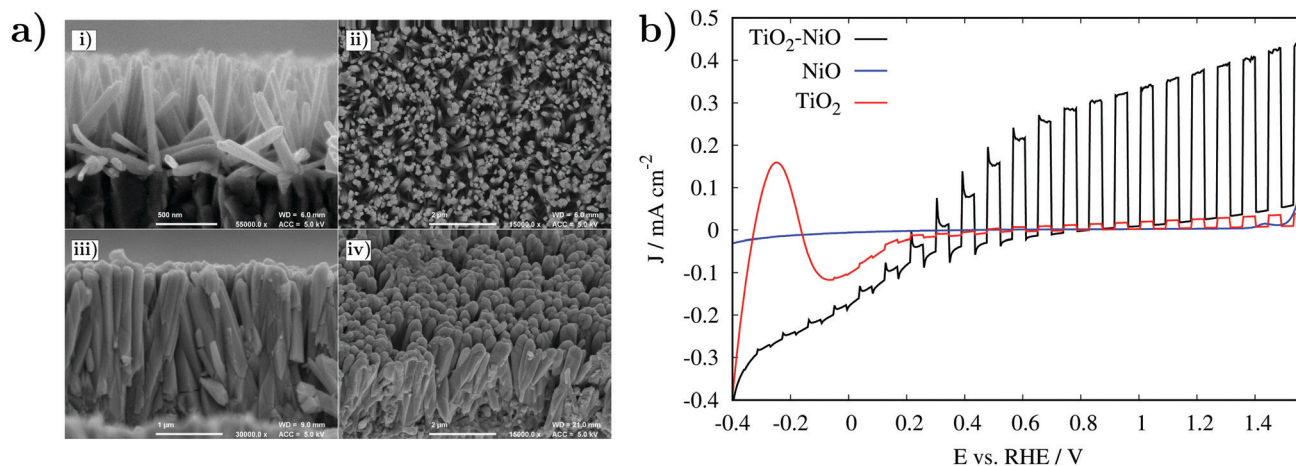 a)
i)
500 nm
55000.0 x
WD = 6.0 mm
ACC = 5.0 kV
ii)
2 µm
15000.0 x
WD = 6.0 mm
ACC = 5.0 kV
iii)
1 µm
30000.0 x
WD = 9.0 mm
ACC = 5.0 kV
iv)
2 µm
15000.0 x
WD = 21.0 mm
ACC = 5.0 kV
b)
TiO₂-NiO
NiO
TiO₂
J / mA cm⁻²
0.5
0.4
0.3
0.2
0.1
0
-0.1
-0.2
-0.3
-0.4
-0.4 -0.2 0 0.2 0.4 0.6 0.8 1 1.2 1.4
E vs. RHE / V